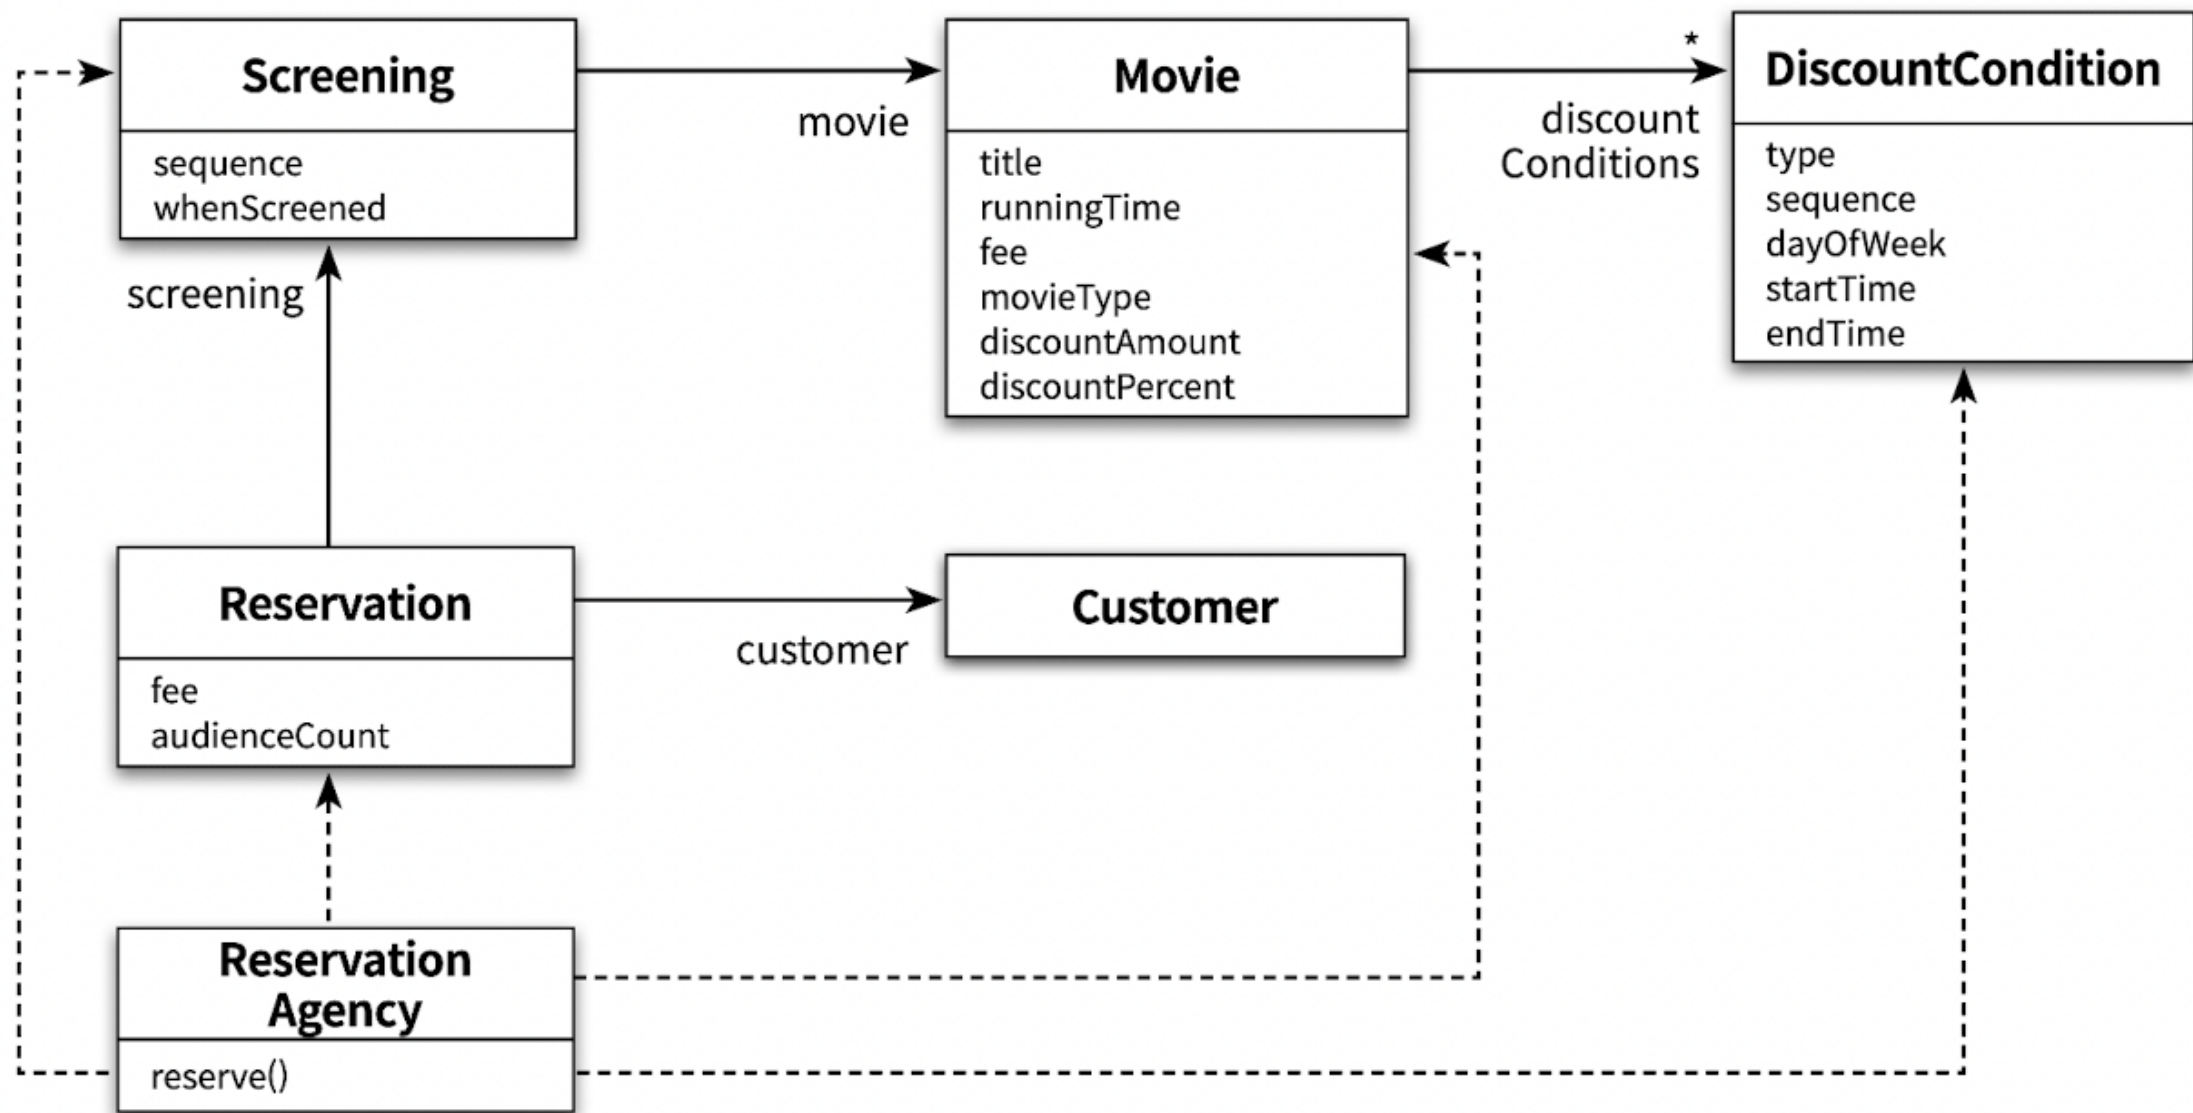 Screening
sequence
whenScreened
movie
Movie
title
runningTime
fee
movieType
discountAmount
discountPercent
*
discount
Conditions
DiscountCondition
type
sequence
dayOfWeek
startTime
endTime
screening
Reservation
fee
audienceCount
customer
Customer
Reservation
Agency
reserve()